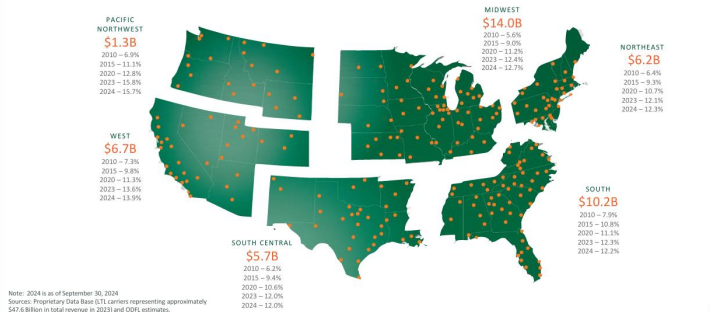 PACIFIC
NORTHWEST
$1.3B
2010 – 6.9%
2015 – 11.1%
2020 – 12.8%
2023 – 15.8%
2024 – 15.7%
MIDWEST
$14.0B
2010 – 5.6%
2015 – 9.0%
2020 – 11.2%
2023 – 12.4%
2024 – 12.7%
NORTHEAST
$6.2B
2010 – 6.4%
2015 – 9.3%
2020 – 10.7%
2023 – 12.1%
2024 – 12.3%
WEST
$6.7B
2010 – 7.3%
2015 – 9.8%
2020 – 11.3%
2023 – 13.6%
2024 – 13.9%
SOUTH
$10.2B
2010 – 7.9%
2015 – 10.8%
2020 – 11.1%
2023 – 12.3%
2024 – 12.2%
SOUTH CENTRAL
$5.7B
2010 – 6.2%
2015 – 9.4%
2020 – 10.6%
2023 – 12.0%
2024 – 12.0%
Note: 2024 is as of September 30, 2024
Sources: Proprietary Data Base (LTL carriers representing approximately
$47.6 Billion in total revenue in 2023) and ODFL estimates.